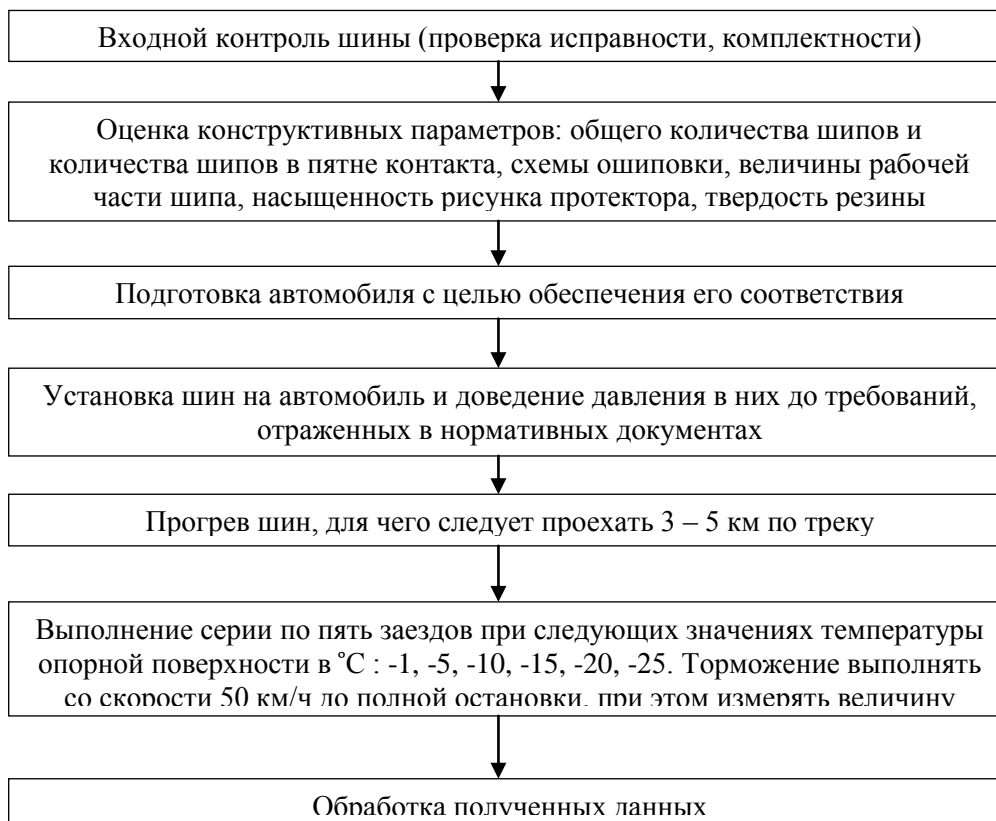 Входной контроль шины (проверка исправности, комплектности)
Оценка конструктивных параметров: общего количества шипов и
количества шипов в пятне контакта, схемы ошиповки, величины рабочей
части шипа, насыщенность рисунка протектора, твердость резины
Подготовка автомобиля с целью обеспечения его соответствия
Установка шин на автомобиль и доведение давления в них до требований,
отраженных в нормативных документах
Прогрев шин, для чего следует проехать 3 – 5 км по треку
Выполнение серии по пять заездов при следующих значениях температуры
опорной поверхности в ˚С : -1, -5, -10, -15, -20, -25. Торможение выполнять
со скорости 50 км/ч до полной остановки, при этом измерять величину
Обработка полученных данных